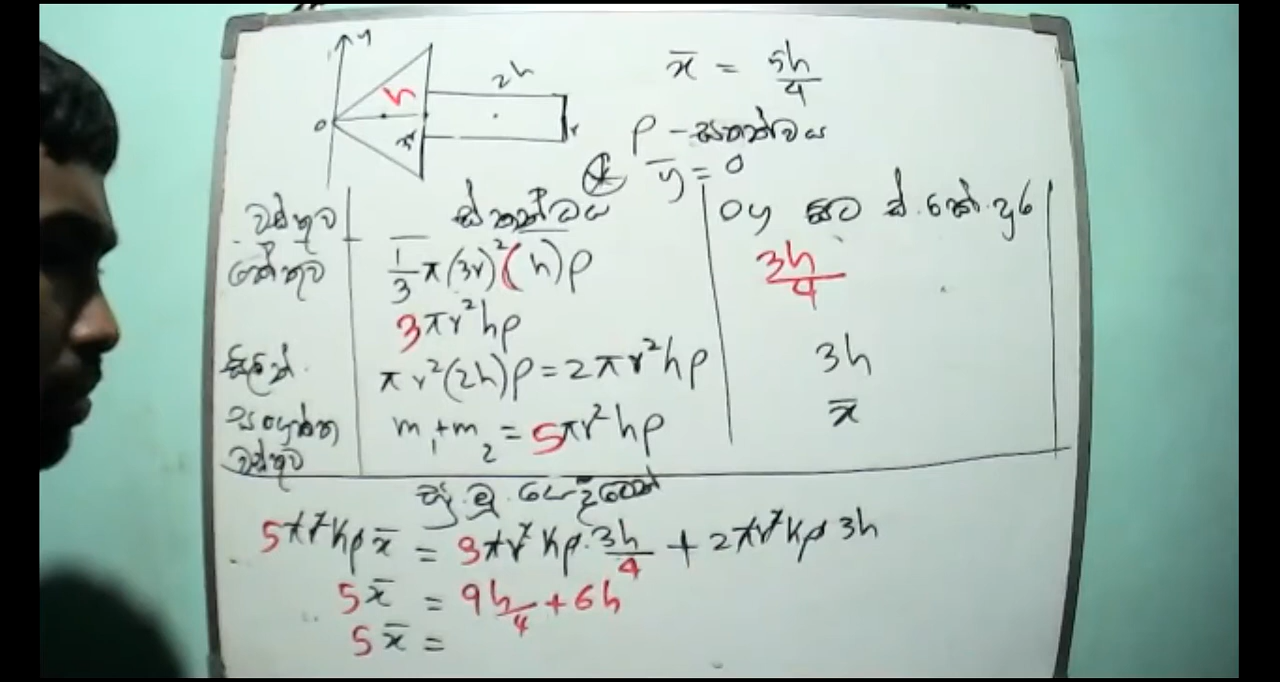 y
2h
h
o
r
x̄ = 5h/4
ρ - ඝනත්වය
ȳ = 0
වස්තුව ස්කන්ධය oy සිට ස්.කේ.දුර
කේතුව 1/3 π(3r)²(h)ρ 3h/4
3πr²hρ
සිලින්. πr²(2h)ρ = 2πr²hρ 3h
සංයුක්ත වස්තුව m₁+m₂ = 5πr²hρ x̄
5πr²hρx̄ = 3πr²hρ.3h/4 + 2πr²hρ 3h
5x̄ = 9h/4 + 6h
5x̄ =